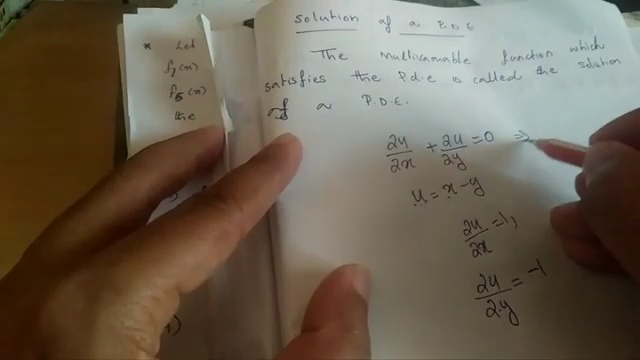 * Let
f₁(x)
f₅(x)
the
solution of a P.D.E
The multivariable function which
satisfies the P.d.e is called the solution
of a P.D.E.
∂u/∂x + ∂u/∂y = 0 ⇒
u = x - y
∂u/∂x = 1,
∂u/∂y = -1